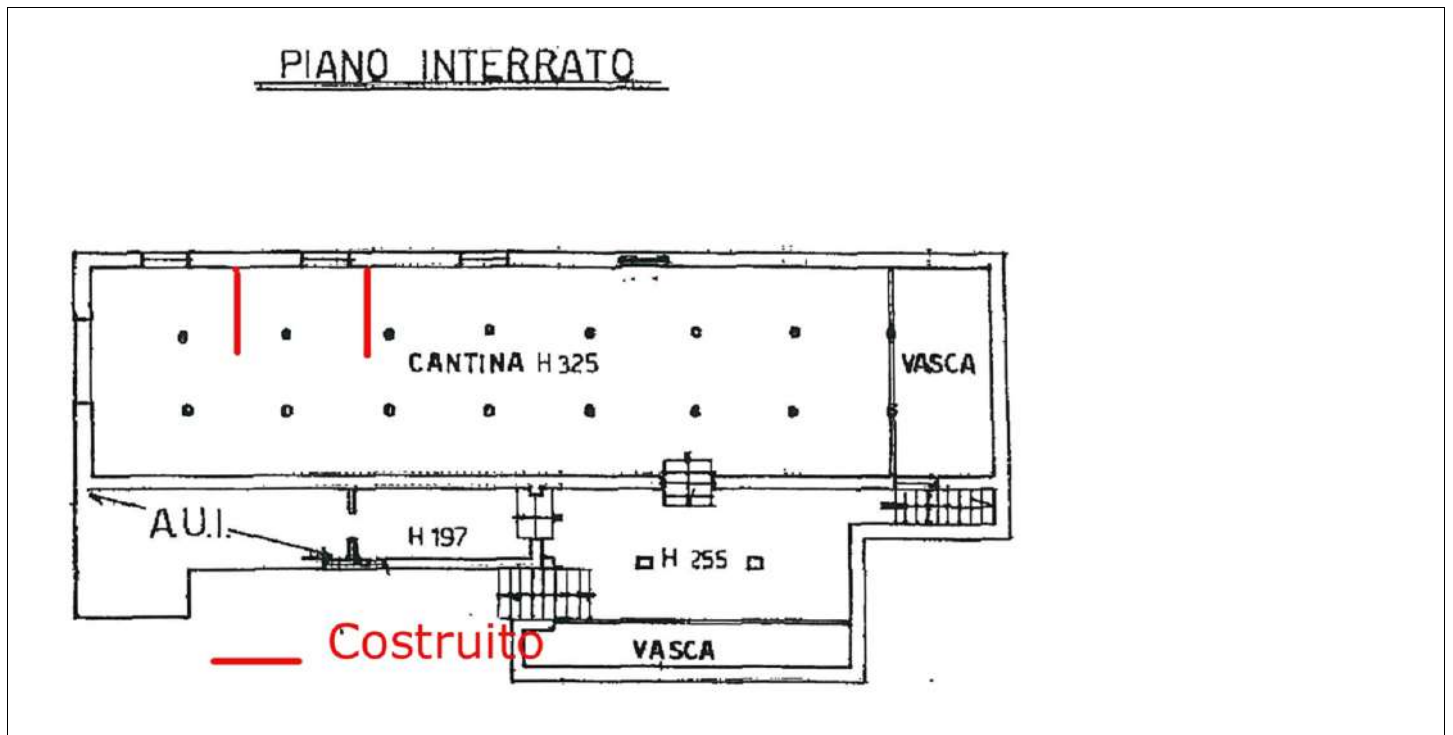 PIANO INTERRATO
CANTINA H 325
VASCA
A.U.I.
H 197
H 255
Costruito
VASCA